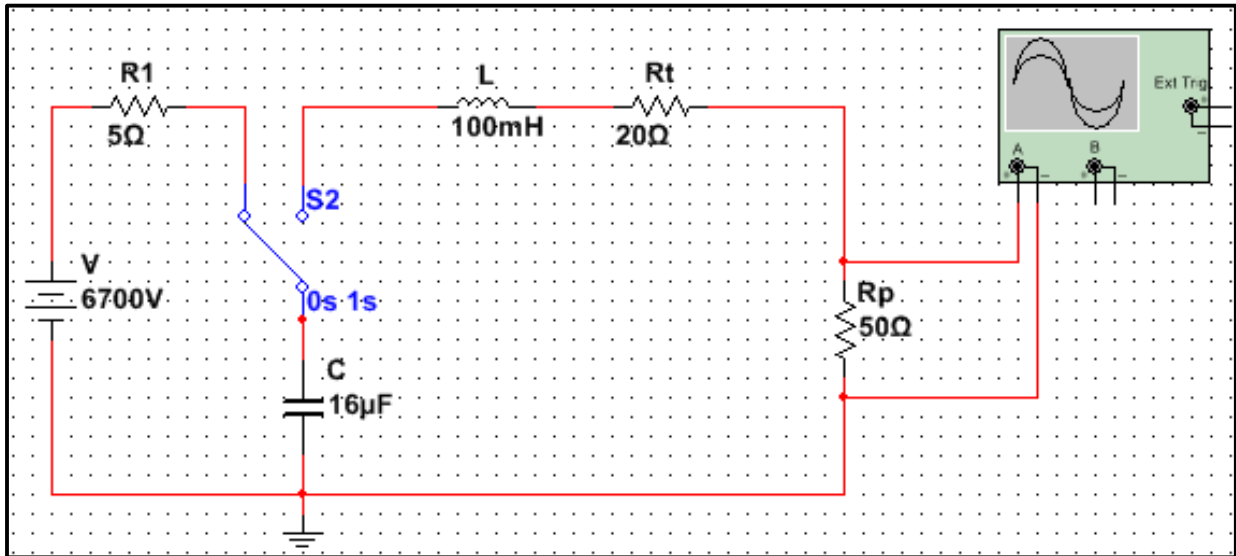 R1
5Ω
L
100mH
Rt
20Ω
Ext Trig
+
_
A
B
+
_
+
_
S2
V
6700V
0s 1s
Rp
50Ω
C
16µF